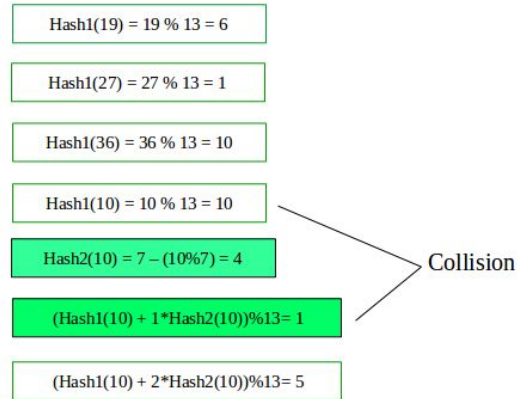 Hash1(19) = 19 % 13 = 6
Hash1(27) = 27 % 13 = 1
Hash1(36) = 36 % 13 = 10
Hash1(10) = 10 % 13 = 10
Hash2(10) = 7 – (10%7) = 4
Collision
(Hash1(10) + 1*Hash2(10))%13= 1
(Hash1(10) + 2*Hash2(10))%13= 5